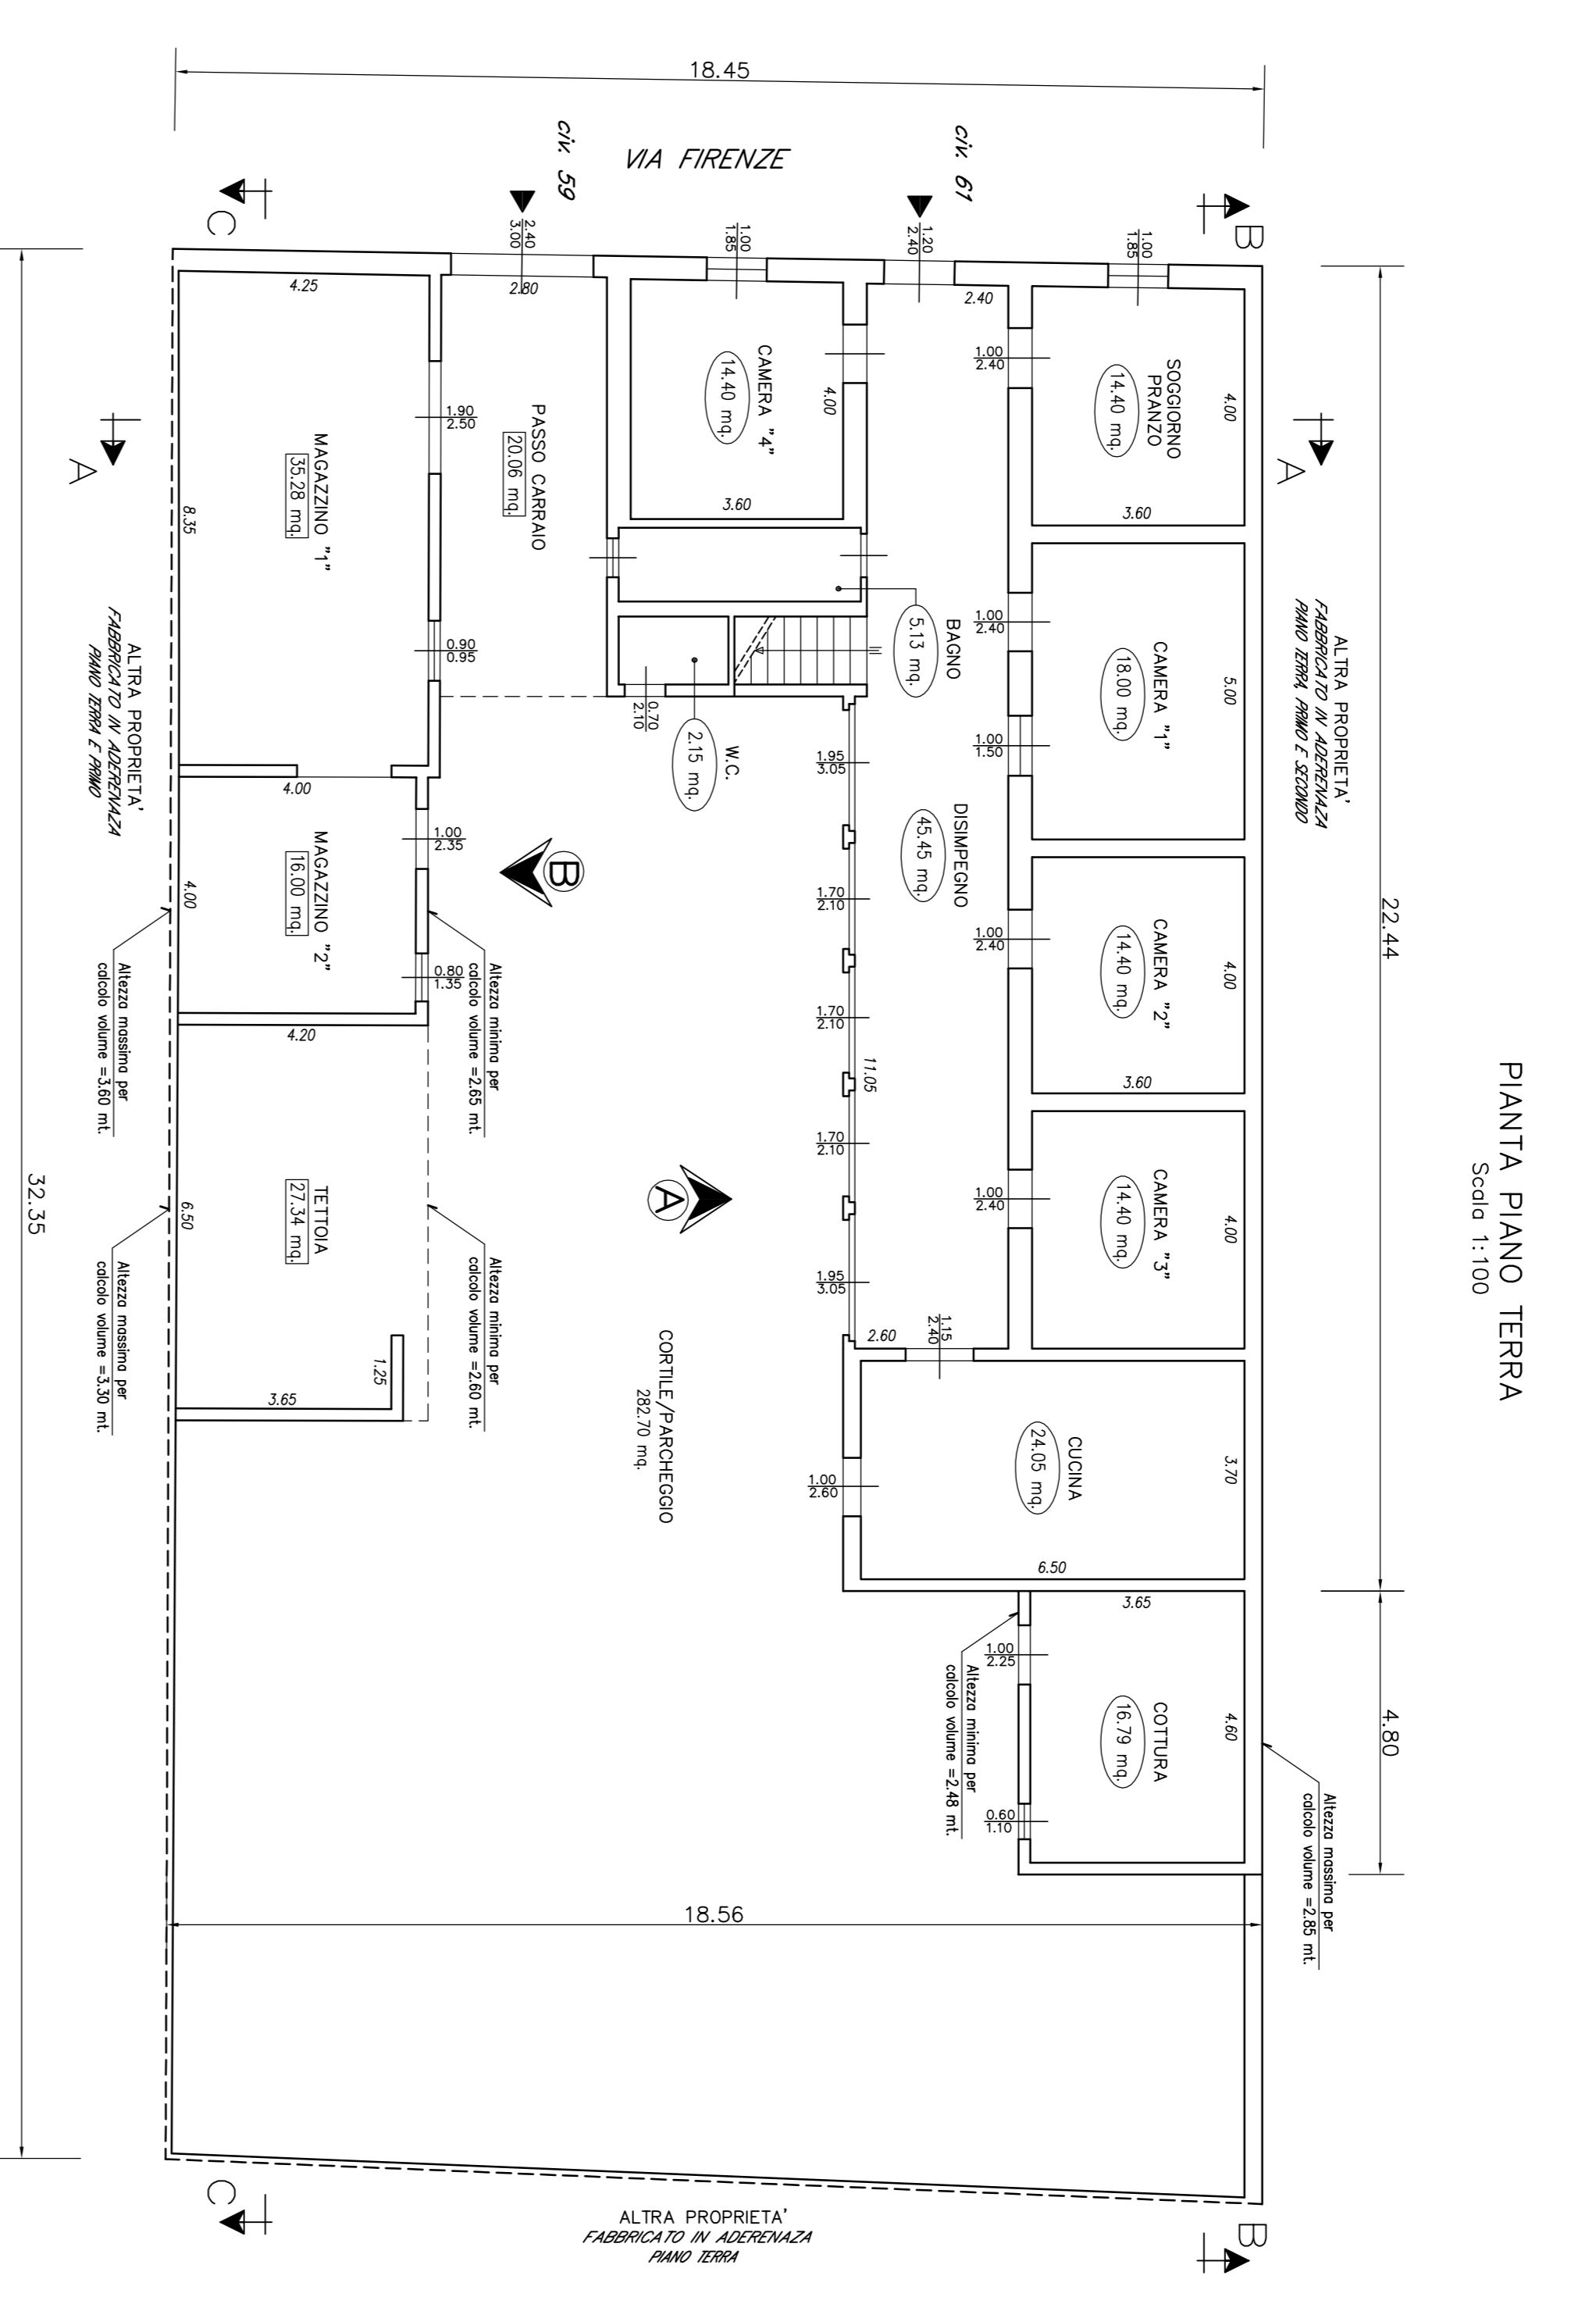 PIANTA PIANO TERRA
Scala 1:100
22.44
4.80
ALTRA PROPRIETA'
FABBRICATO IN ADERENAZA
PIANO TERRA, PRIMO E SECONDO
Altezza massima per
calcolo volume =2.85 mt.
B
A
B
4.00
5.00
4.00
4.00
3.70
4.60
SOGGIORNO
PRANZO
14.40 mq.
CAMERA "1"
18.00 mq.
CAMERA "2"
14.40 mq.
CAMERA "3"
14.40 mq.
CUCINA
24.05 mq.
COTTURA
16.79 mq.
1.00
1.85
3.60
3.60
6.50
3.65
1.00
2.40
1.00
2.40
1.00
1.50
1.00
2.40
1.00
2.40
1.00
2.25
0.60
1.10
Altezza minima per
calcolo volume =2.48 mt.
civ. 61
1.20
2.40
2.40
BAGNO
5.13 mq.
DISIMPEGNO
45.45 mq.
11.05
2.60
1.15
2.40
1.95
3.05
1.70
2.10
1.70
2.10
1.70
2.10
1.95
3.05
1.00
2.60
VIA FIRENZE
18.45
1.00
1.85
CAMERA "4"
14.40 mq.
4.00
3.60
W.C.
2.15 mq.
0.70
2.10
A
CORTILE/PARCHEGGIO
282.70 mq.
18.56
civ. 59
2.40
3.00
2.80
PASSO CARRAIO
20.06 mq.
B
1.90
2.50
0.90
0.95
1.00
2.35
0.80
1.35
Altezza minima per
calcolo volume =2.65 mt.
Altezza minima per
calcolo volume =2.60 mt.
4.25
MAGAZZINO "1"
35.28 mq.
4.00
MAGAZZINO "2"
16.00 mq.
4.20
TETTOIA
27.34 mq.
1.25
3.65
8.35
4.00
6.50
C
A
C
ALTRA PROPRIETA'
FABBRICATO IN ADERENAZA
PIANO TERRA E PRIMO
Altezza massima per
calcolo volume =3.60 mt.
Altezza massima per
calcolo volume =3.30 mt.
32.35
ALTRA PROPRIETA'
FABBRICATO IN ADERENAZA
PIANO TERRA